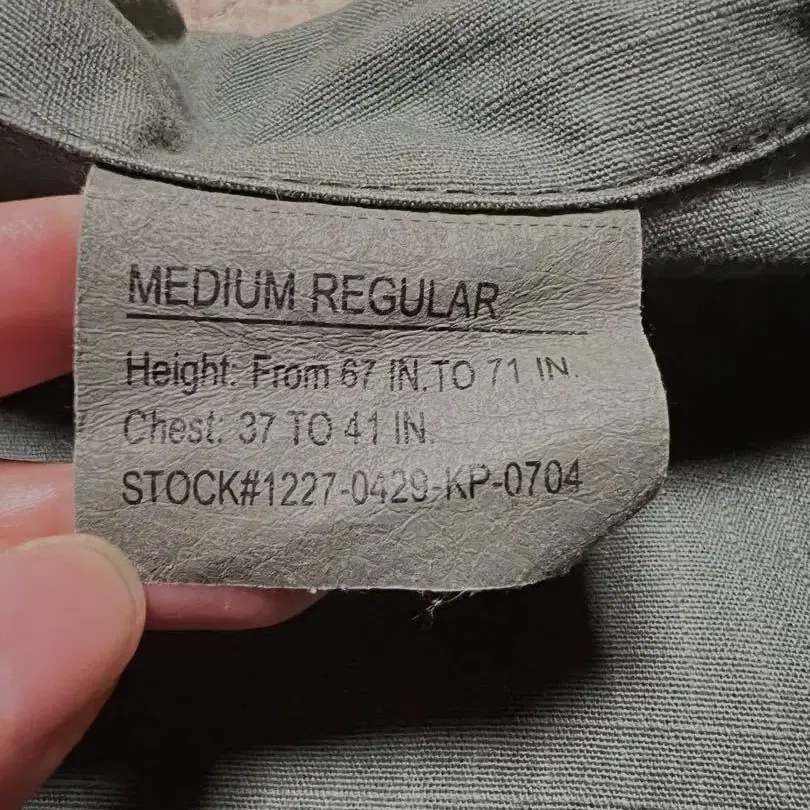 MEDIUM REGULAR
Height: From 67 IN.TO 71 IN.
Chest: 37 TO 41 IN.
STOCK#1227-0429-KP-0704